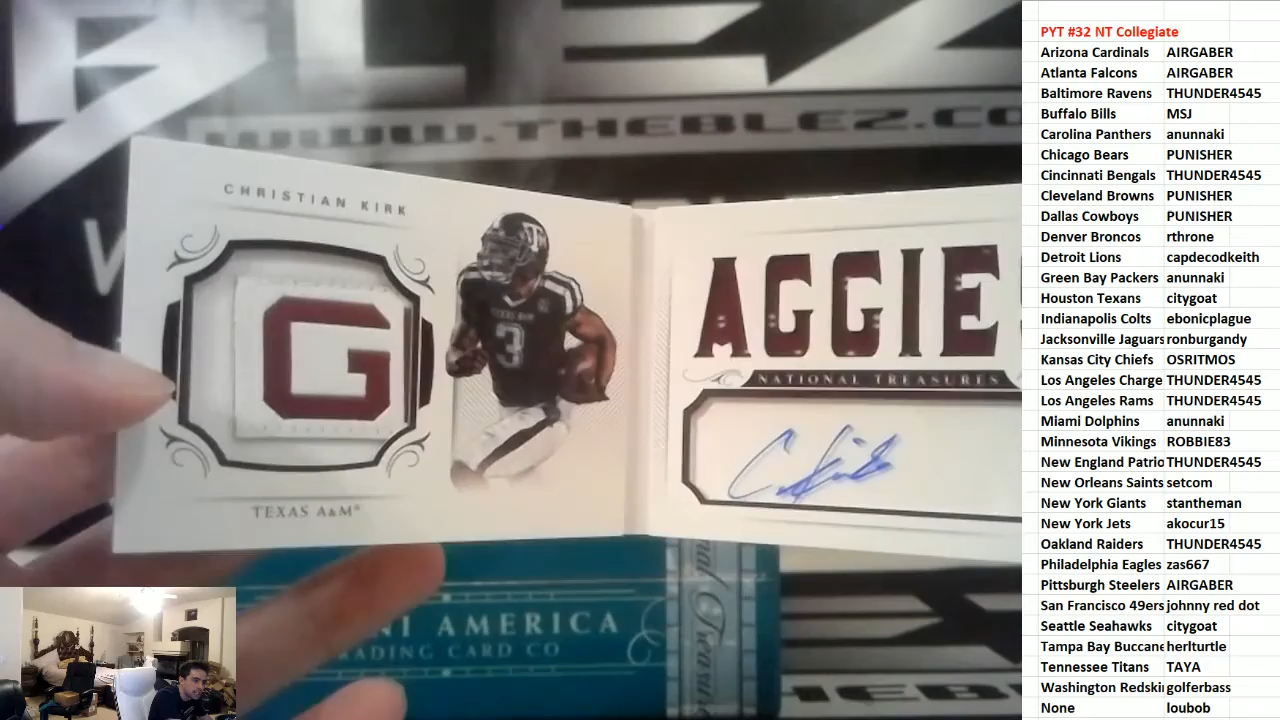 BLEZ
WWW.THEBLEZ.CO
CHRISTIAN KIRK
G
T
TEXAS A&M
3
TEXAS A&M®
AGGIE
NATIONAL TREASURES
NI AMERICA
RADING CARD CO
PYT #32 NT Collegiate
Arizona Cardinals AIRGABER
Atlanta Falcons AIRGABER
Baltimore Ravens THUNDER4545
Buffalo Bills MSJ
Carolina Panthers anunnaki
Chicago Bears PUNISHER
Cincinnati Bengals THUNDER4545
Cleveland Browns PUNISHER
Dallas Cowboys PUNISHER
Denver Broncos rthrone
Detroit Lions capdecodkeith
Green Bay Packers anunnaki
Houston Texans citygoat
Indianapolis Colts ebonicplague
Jacksonville Jaguars ronburgandy
Kansas City Chiefs OSRITMOS
Los Angeles Charge THUNDER4545
Los Angeles Rams THUNDER4545
Miami Dolphins anunnaki
Minnesota Vikings ROBBIE83
New England Patrio THUNDER4545
New Orleans Saints setcom
New York Giants stantheman
New York Jets akocur15
Oakland Raiders THUNDER4545
Philadelphia Eagles zas667
Pittsburgh Steelers AIRGABER
San Francisco 49ers johnny red dot
Seattle Seahawks citygoat
Tampa Bay Buccane herlturtle
Tennessee Titans TAYA
Washington Redski golferbass
None loubob